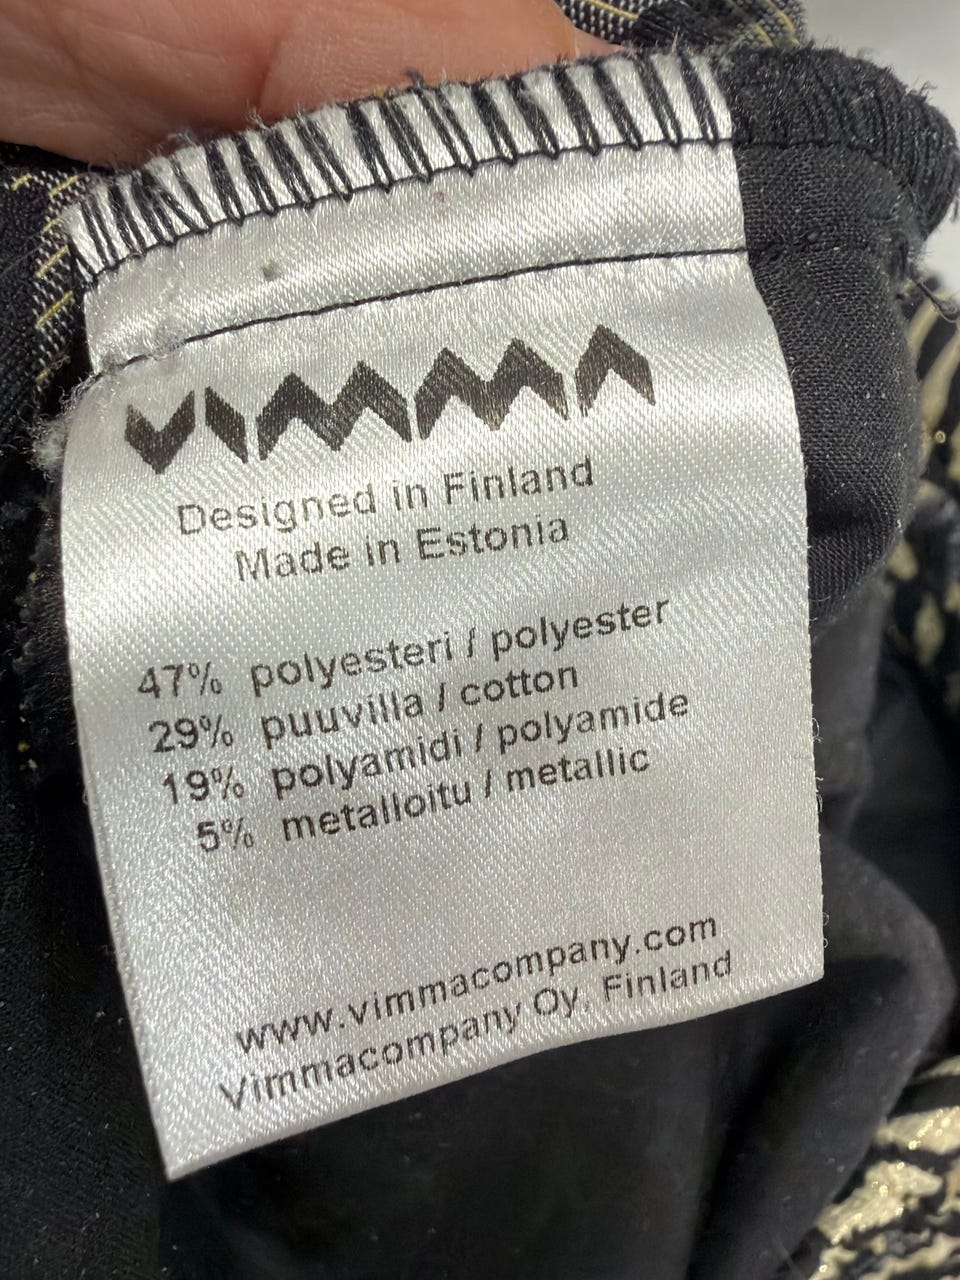 VIMMA
Designed in Finland
Made in Estonia
47% polyesteri / polyester
29% puuvilla / cotton
19% polyamidi / polyamide
5% metalloitu / metallic
www.vimmacompany.com
Vimmacompany Oy, Finland